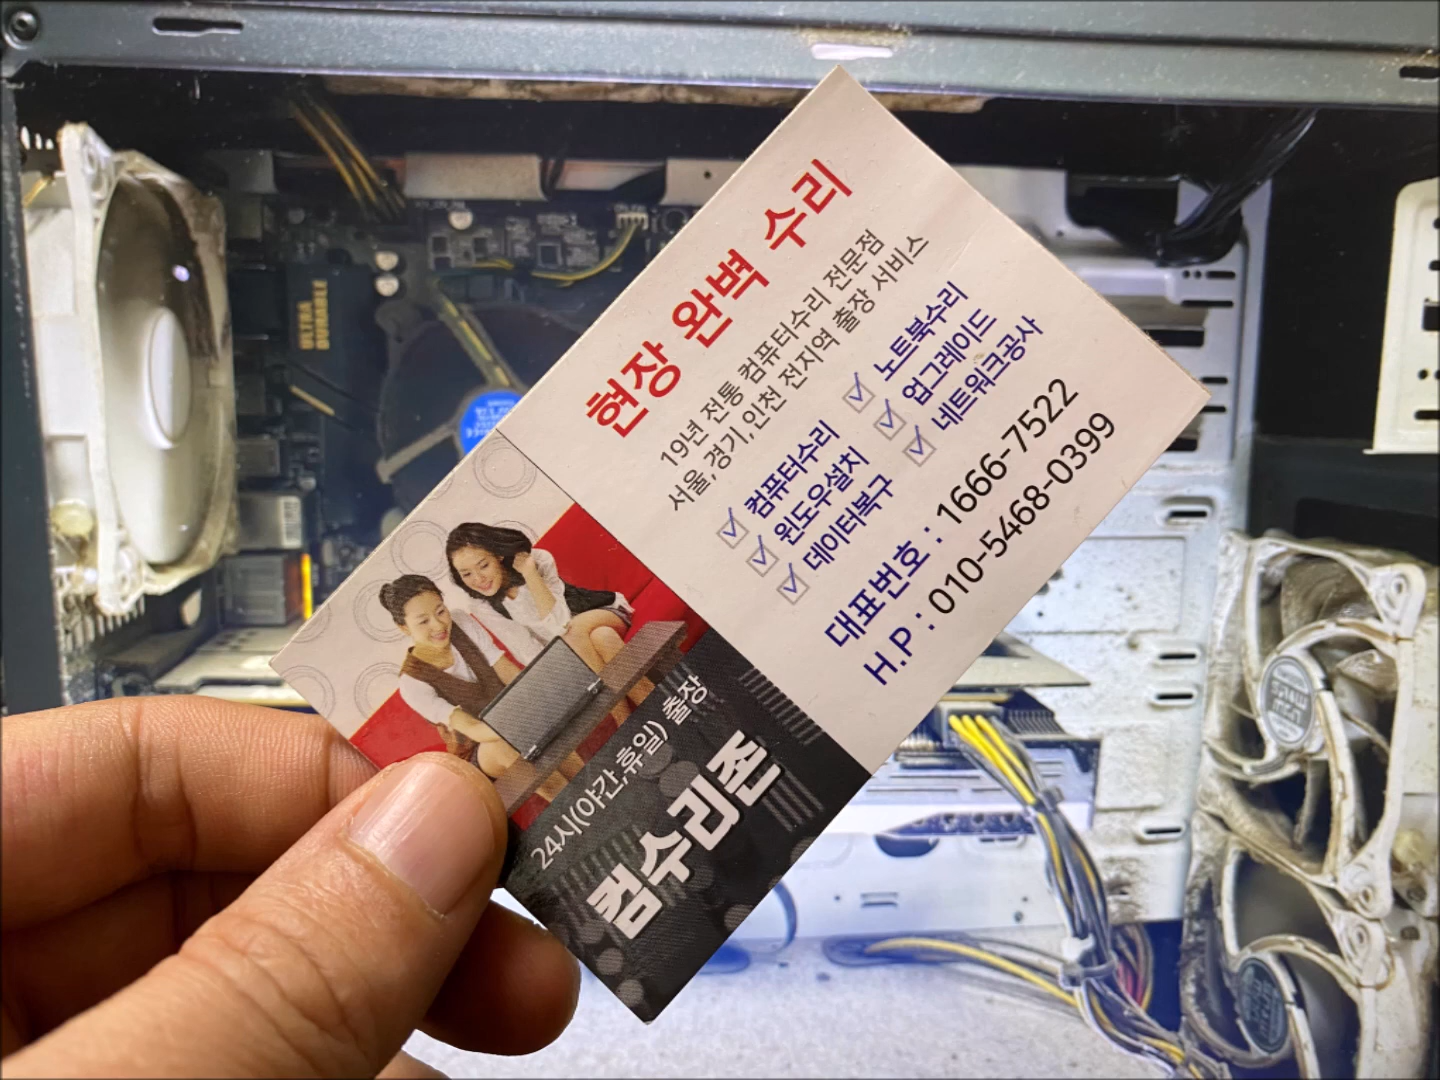 현장 완벽 수리
19년 전통 컴퓨터수리 전문점
서울,경기,인천 전지역 출장 서비스
컴퓨터수리
윈도우설치
데이터복구
노트북수리
업그레이드
네트워크공사
대표번호 : 1666-7522
H.P : 010-5468-0399
24시(야간,휴일) 출장
컴수리존
ULTRA
DURABLE